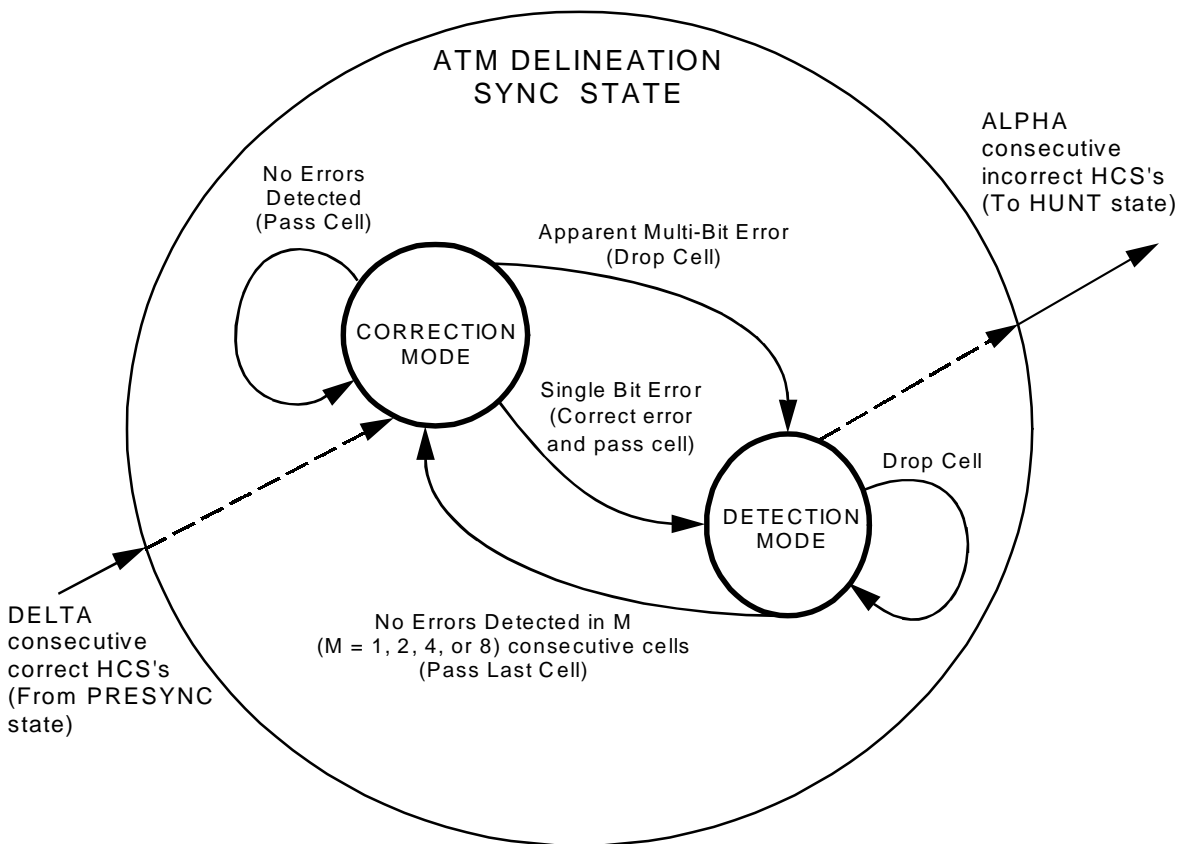 ATM DELINEATION
SYNC STATE
ALPHA
consecutive
incorrect HCS's
(To HUNT state)
No Errors
Detected
(Pass Cell)
Apparent Multi-Bit Error
(Drop Cell)
CORRECTION
MODE
Single Bit Error
(Correct error
and pass cell)
Drop Cell
DETECTION
MODE
DELTA
consecutive
correct HCS's
(From PRESYNC
state)
No Errors Detected in M
(M = 1, 2, 4, or 8) consecutive cells
(Pass Last Cell)